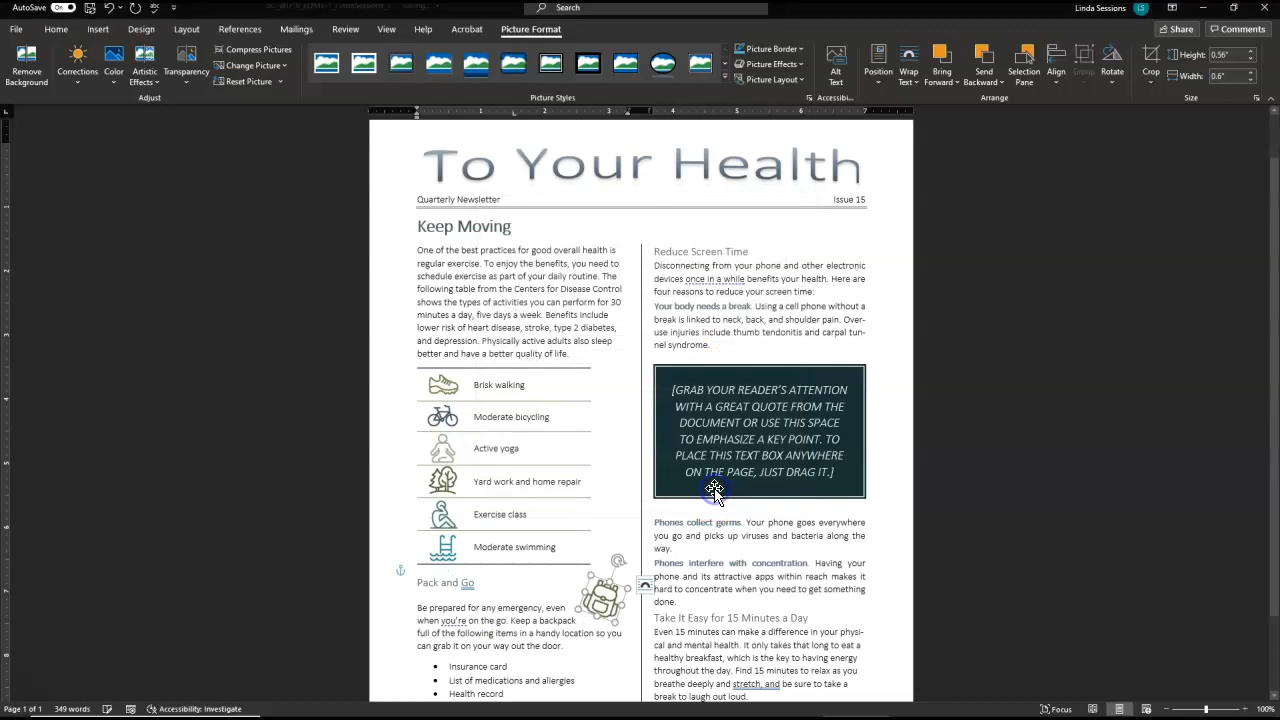 AutoSave
On
Search
Linda Sessions
LS
File
Home
Insert
Design
Layout
References
Mailings
Review
View
Help
Acrobat
Picture Format
Share
Comments
Remove
Background
Corrections
Color
Artistic
Effects
Transparency
Compress Pictures
Change Picture
Reset Picture
Picture Border
Picture Effects
Picture Layout
Alt
Text
Position
Wrap
Text
Bring
Forward
Send
Backward
Selection
Pane
Align
Group
Rotate
Crop
Height: 0.56"
Width: 0.6"
Adjust
Picture Styles
Accessibili...
Arrange
Size
1 2 3 4 5 6 7
To Your Health
Quarterly Newsletter
Issue 15
Keep Moving
One of the best practices for good overall health is
regular exercise. To enjoy the benefits, you need to
schedule exercise as part of your daily routine. The
following table from the Centers for Disease Control
shows the types of activities you can perform for 30
minutes a day, five days a week. Benefits include
lower risk of heart disease, stroke, type 2 diabetes,
and depression. Physically active adults also sleep
better and have a better quality of life.
Brisk walking
Moderate bicycling
Active yoga
Yard work and home repair
Exercise class
Moderate swimming
Pack and Go
Be prepared for any emergency, even
when you're on the go. Keep a backpack
full of the following items in a handy location so you
can grab it on your way out the door.
• Insurance card
• List of medications and allergies
• Health record
Reduce Screen Time
Disconnecting from your phone and other electronic
devices once in a while benefits your health. Here are
four reasons to reduce your screen time:
Your body needs a break. Using a cell phone without a
break is linked to neck, back, and shoulder pain. Over-
use injuries include thumb tendonitis and carpal tun-
nel syndrome.
[GRAB YOUR READER'S ATTENTION
WITH A GREAT QUOTE FROM THE
DOCUMENT OR USE THIS SPACE
TO EMPHASIZE A KEY POINT. TO
PLACE THIS TEXT BOX ANYWHERE
ON THE PAGE, JUST DRAG IT.]
Phones collect germs. Your phone goes everywhere
you go and picks up viruses and bacteria along the
way.
Phones interfere with concentration. Having your
phone and its attractive apps within reach makes it
hard to concentrate when you need to get something
done.
Take It Easy for 15 Minutes a Day
Even 15 minutes can make a difference in your physi-
cal and mental health. It only takes that long to eat a
healthy breakfast, which is the key to having energy
throughout the day. Find 15 minutes to relax as you
breathe deeply and stretch, and be sure to take a
break to laugh out loud.
Page 1 of 1
349 words
Accessibility: Investigate
Focus
100%